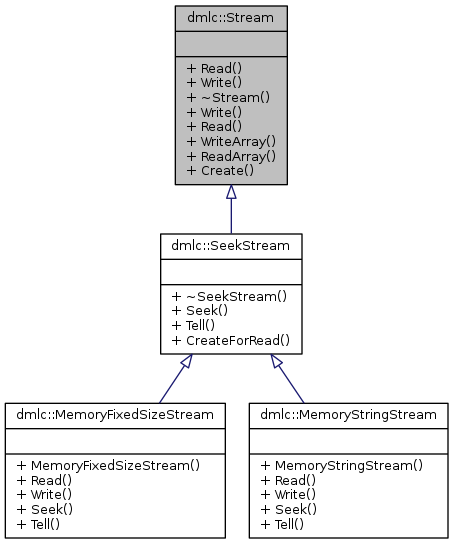 dmlc::Stream
+ Read()
+ Write()
+ ~Stream()
+ Write()
+ Read()
+ WriteArray()
+ ReadArray()
+ Create()
dmlc::SeekStream
+ ~SeekStream()
+ Seek()
+ Tell()
+ CreateForRead()
dmlc::MemoryFixedSizeStream
+ MemoryFixedSizeStream()
+ Read()
+ Write()
+ Seek()
+ Tell()
dmlc::MemoryStringStream
+ MemoryStringStream()
+ Read()
+ Write()
+ Seek()
+ Tell()